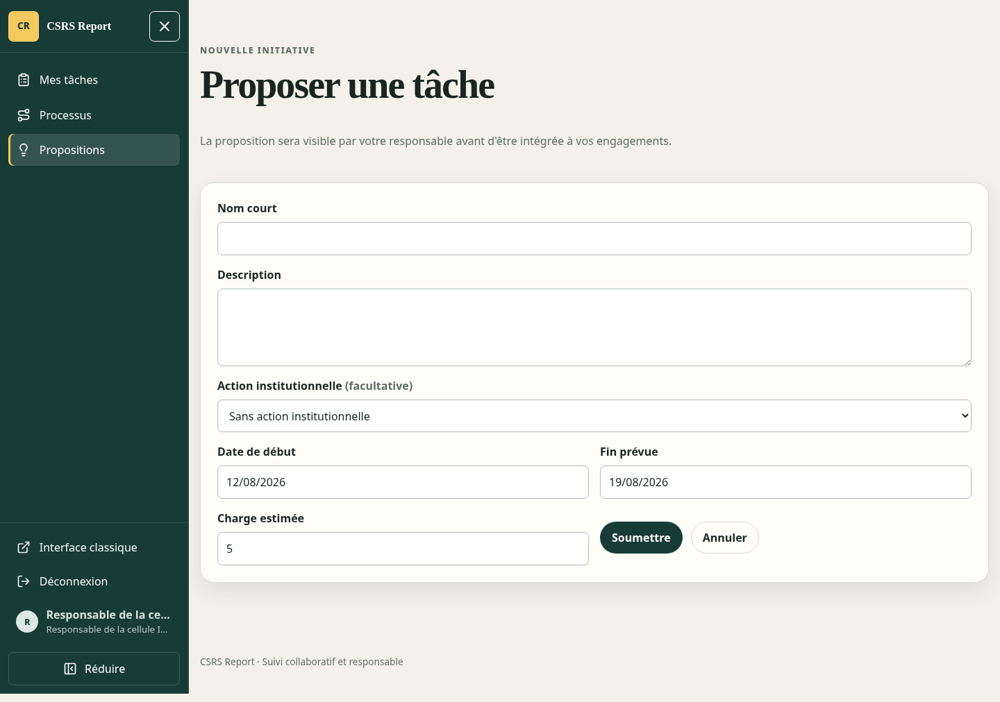 CR
CSRS Report
Mes tâches
Processus
Propositions
Interface classique
Déconnexion
R
Responsable de la ce...
Responsable de la cellule I...
Réduire
NOUVELLE INITIATIVE
Proposer une tâche
La proposition sera visible par votre responsable avant d'être intégrée à vos engagements.
Nom court
Description
Action institutionnelle (facultative)
Sans action institutionnelle
Date de début
Fin prévue
12/08/2026
19/08/2026
Charge estimée
5
Soumettre
Annuler
CSRS Report · Suivi collaboratif et responsable